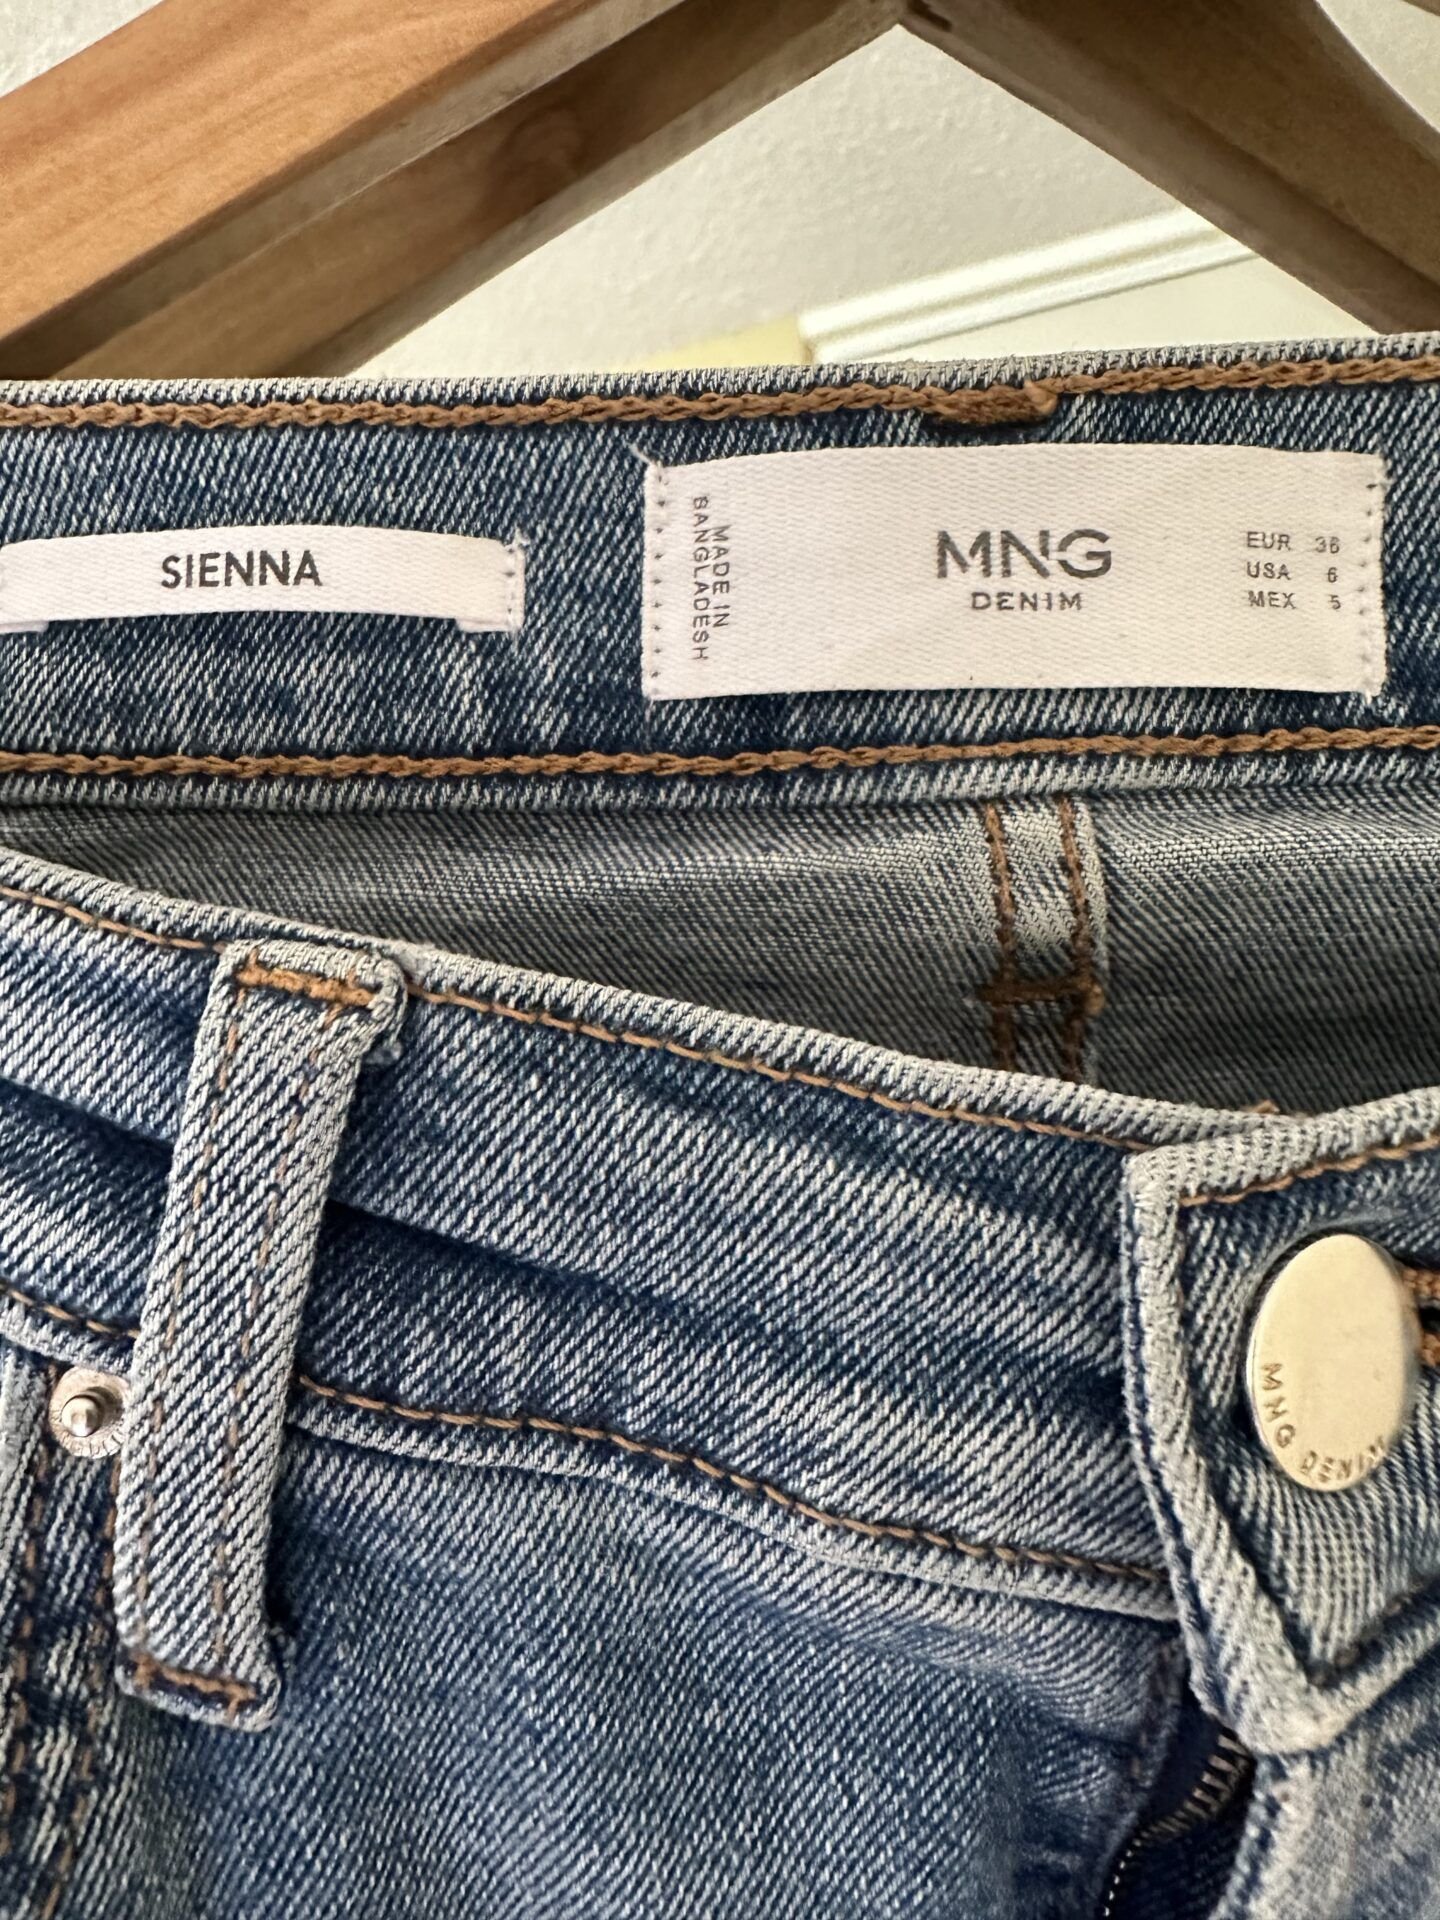 SIENNA
MADE IN
BANGLADESH
MNG
DENIM
EUR 36
USA 6
MEX 5
MNG DENIM